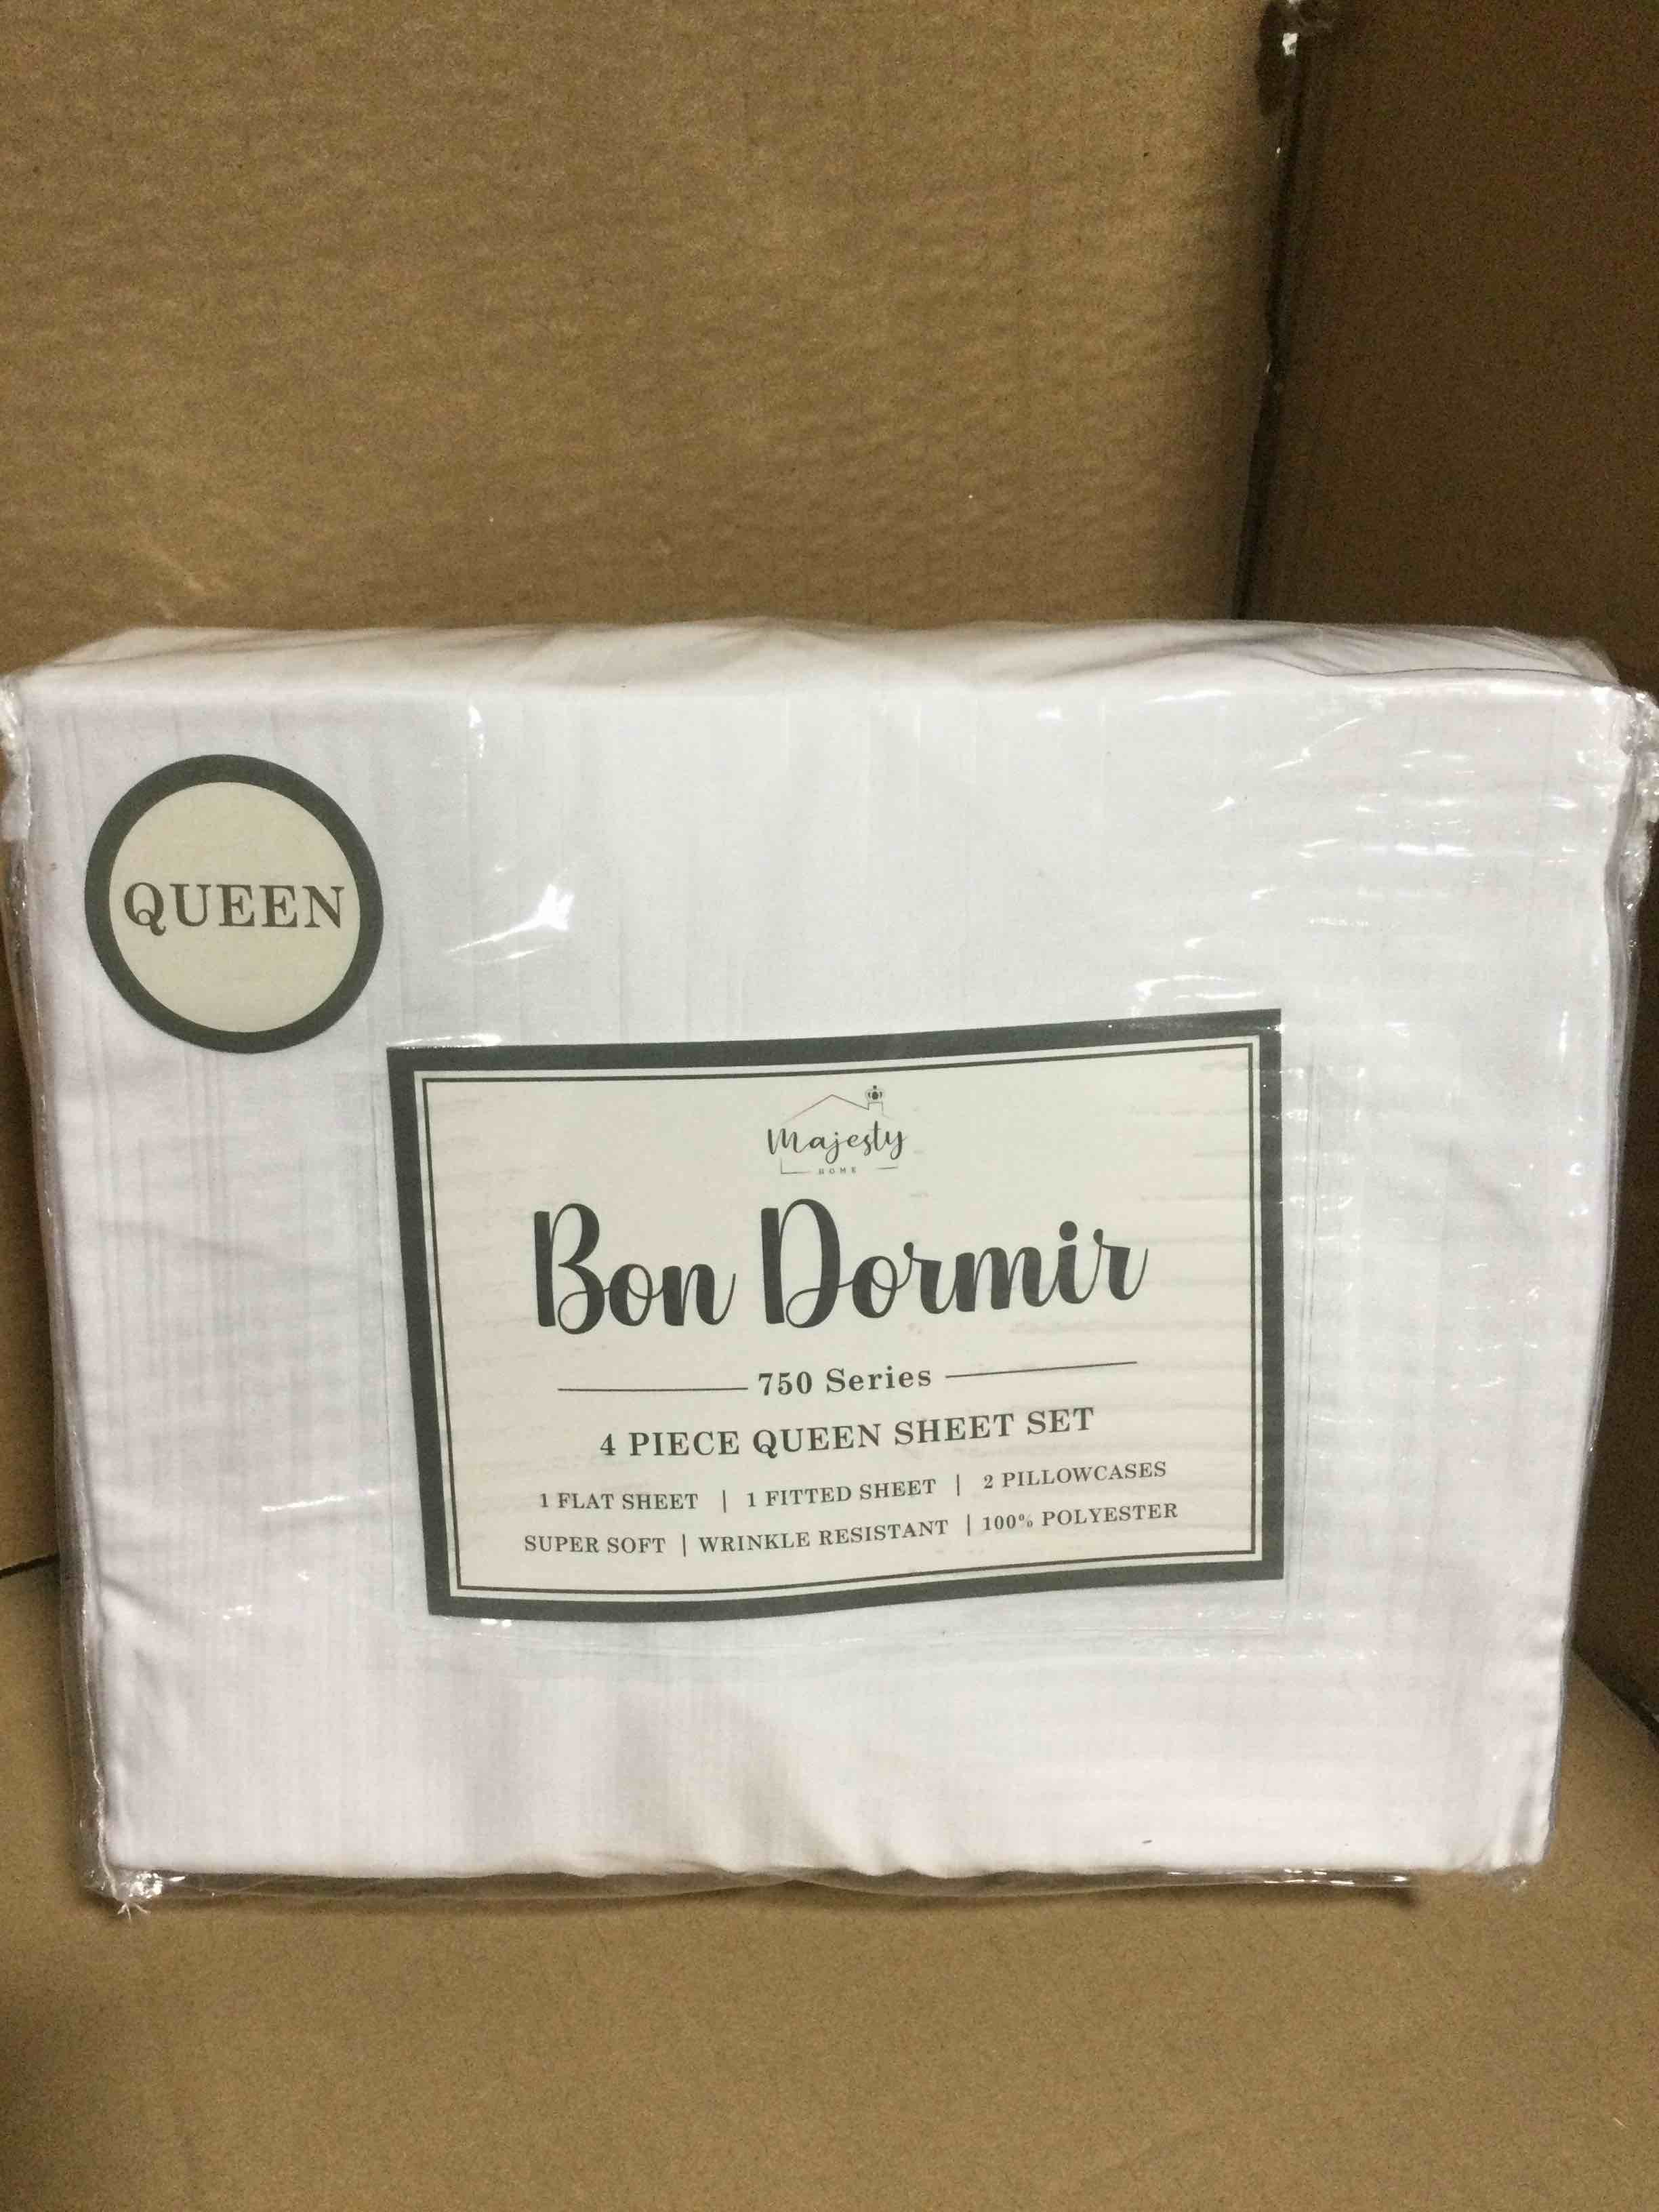 QUEEN
Majesty
HOME
Bon Dormir
750 Series
4 PIECE QUEEN SHEET SET
1 FLAT SHEET | 1 FITTED SHEET | 2 PILLOWCASES
SUPER SOFT | WRINKLE RESISTANT | 100% POLYESTER